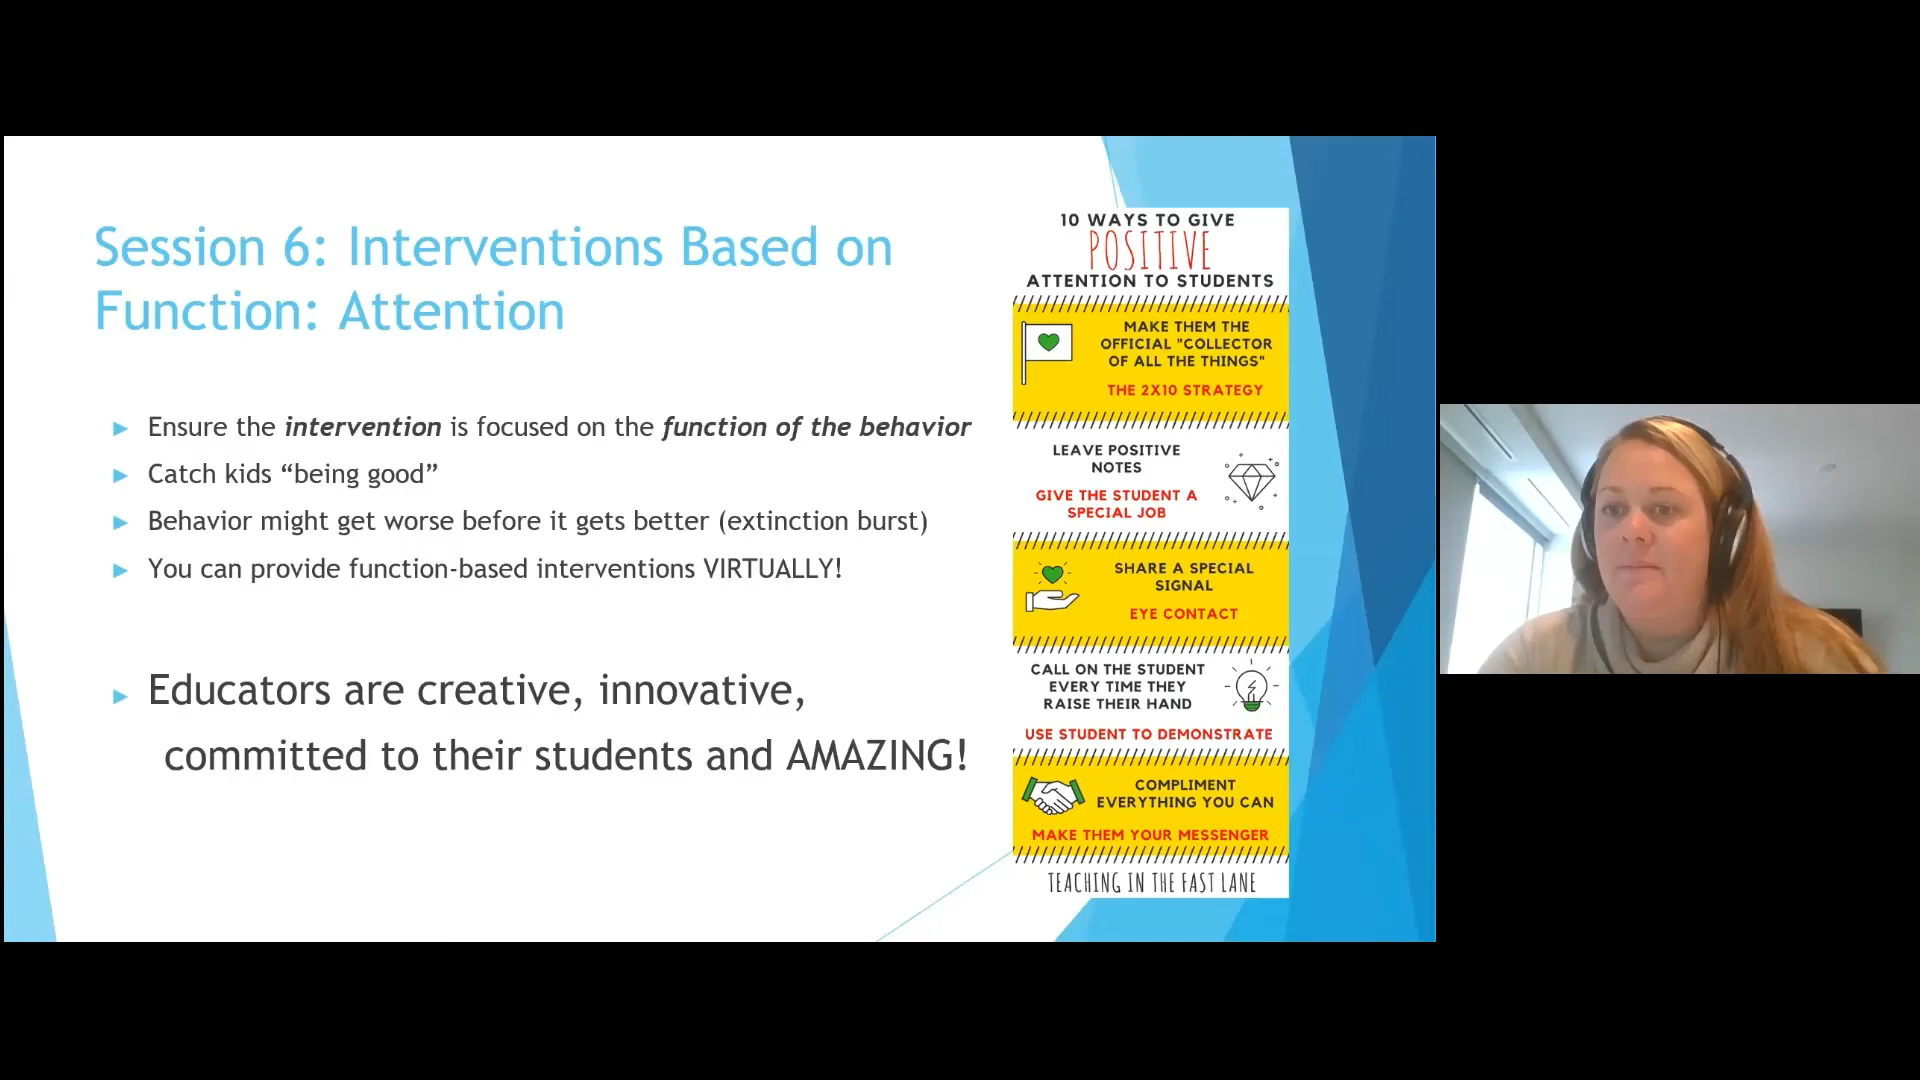 Session 6: Interventions Based on
Function: Attention
Ensure the intervention is focused on the function of the behavior
Catch kids “being good”
Behavior might get worse before it gets better (extinction burst)
You can provide function-based interventions VIRTUALLY!
Educators are creative, innovative,
committed to their students and AMAZING!
10 WAYS TO GIVE
POSITIVE
ATTENTION TO STUDENTS
MAKE THEM THE
OFFICIAL "COLLECTOR
OF ALL THE THINGS"
THE 2X10 STRATEGY
LEAVE POSITIVE
NOTES
GIVE THE STUDENT A
SPECIAL JOB
SHARE A SPECIAL
SIGNAL
EYE CONTACT
CALL ON THE STUDENT
EVERY TIME THEY
RAISE THEIR HAND
USE STUDENT TO DEMONSTRATE
COMPLIMENT
EVERYTHING YOU CAN
MAKE THEM YOUR MESSENGER
TEACHING IN THE FAST LANE